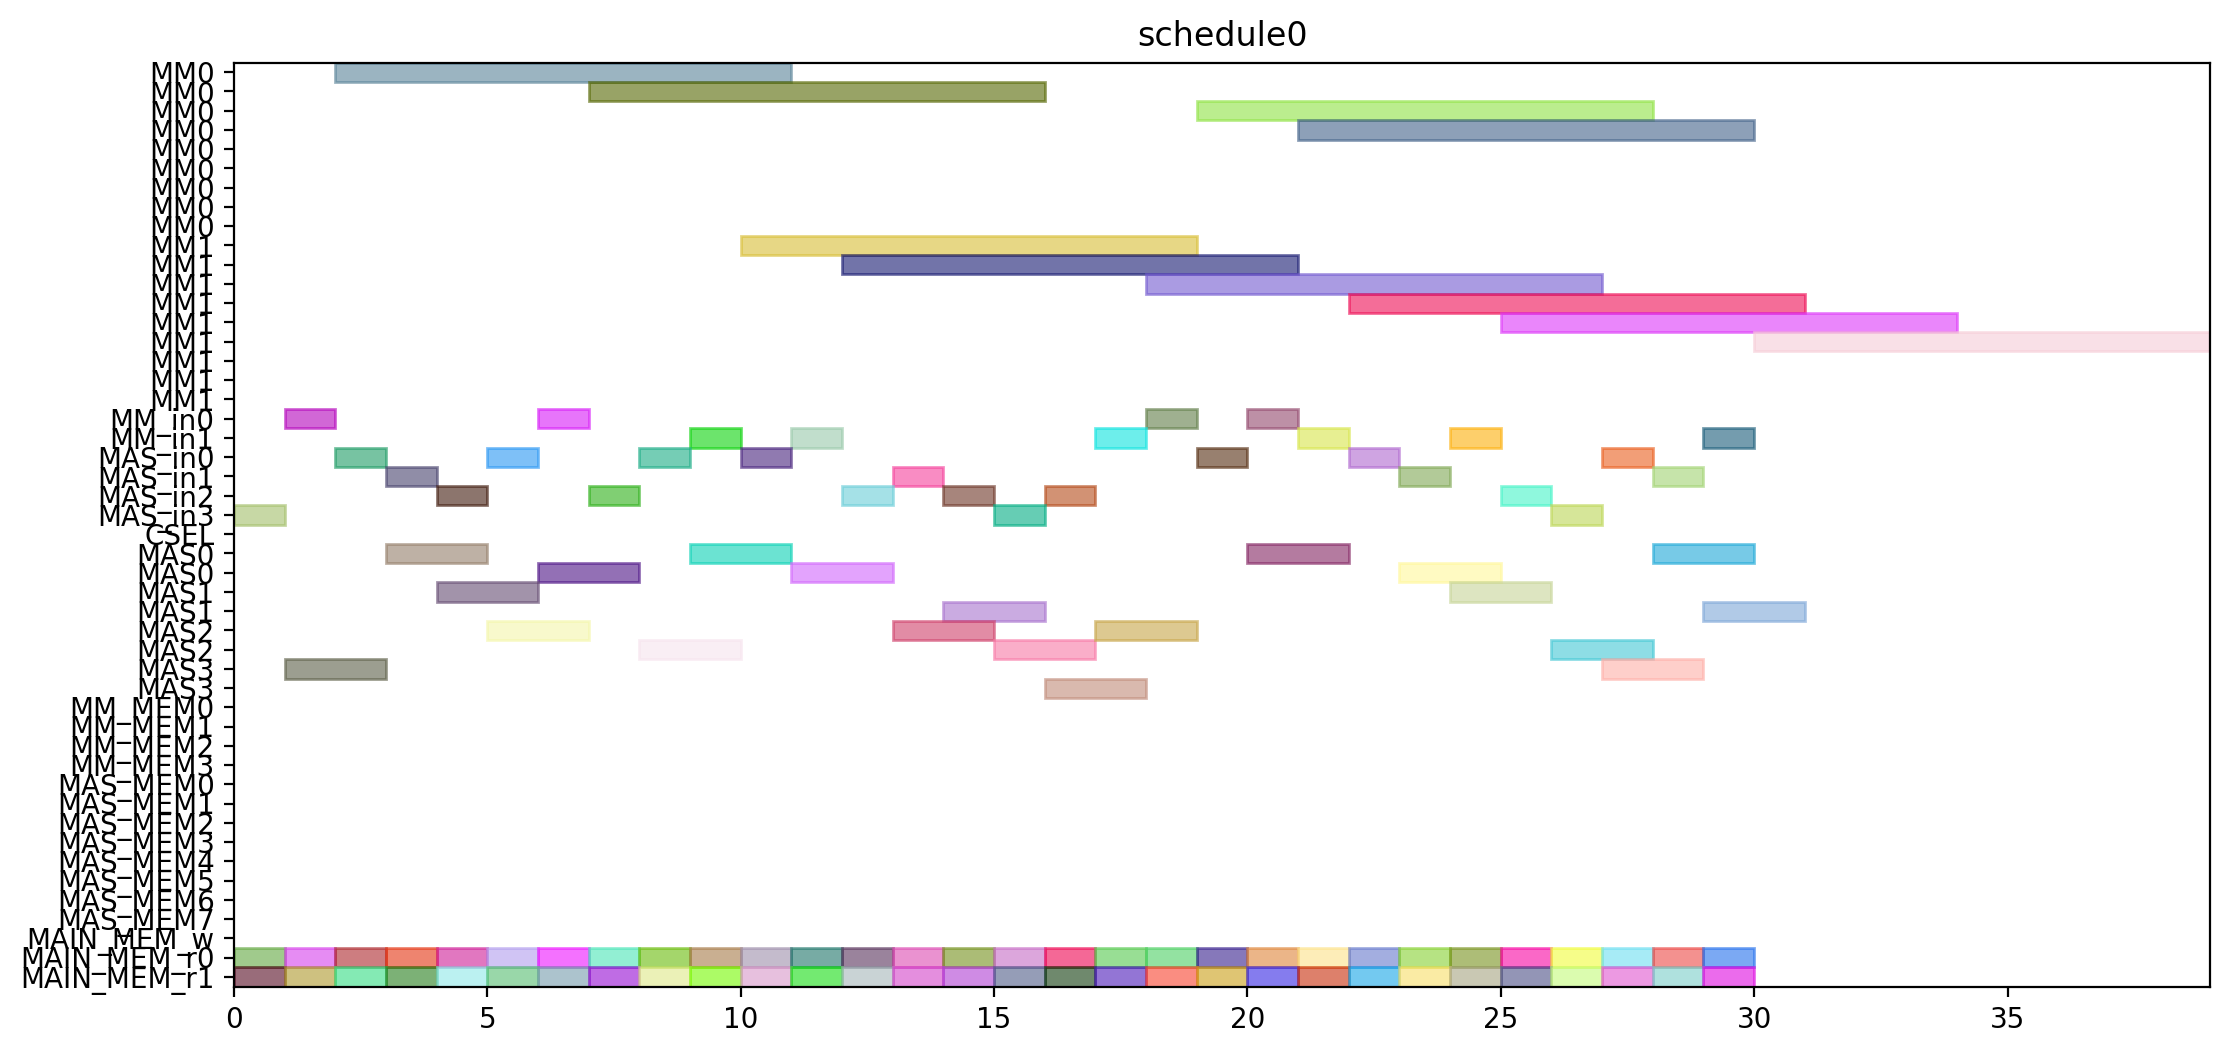 schedule0
MM0
MM0
MM0
MM0
MM0
MM0
MM0
MM0
MM0
MM1
MM1
MM1
MM1
MM1
MM1
MM1
MM1
MM1
MM_in0
MM_in1
MAS_in0
MAS_in1
MAS_in2
MAS_in3
CSEL
MAS0
MAS0
MAS1
MAS1
MAS2
MAS2
MAS3
MAS3
MM_MEM0
MM_MEM1
MM_MEM2
MM_MEM3
MAS_MEM0
MAS_MEM1
MAS_MEM2
MAS_MEM3
MAS_MEM4
MAS_MEM5
MAS_MEM6
MAS_MEM7
MAIN_MEM_w
MAIN_MEM_r0
MAIN_MEM_r1
0 5 10 15 20 25 30 35